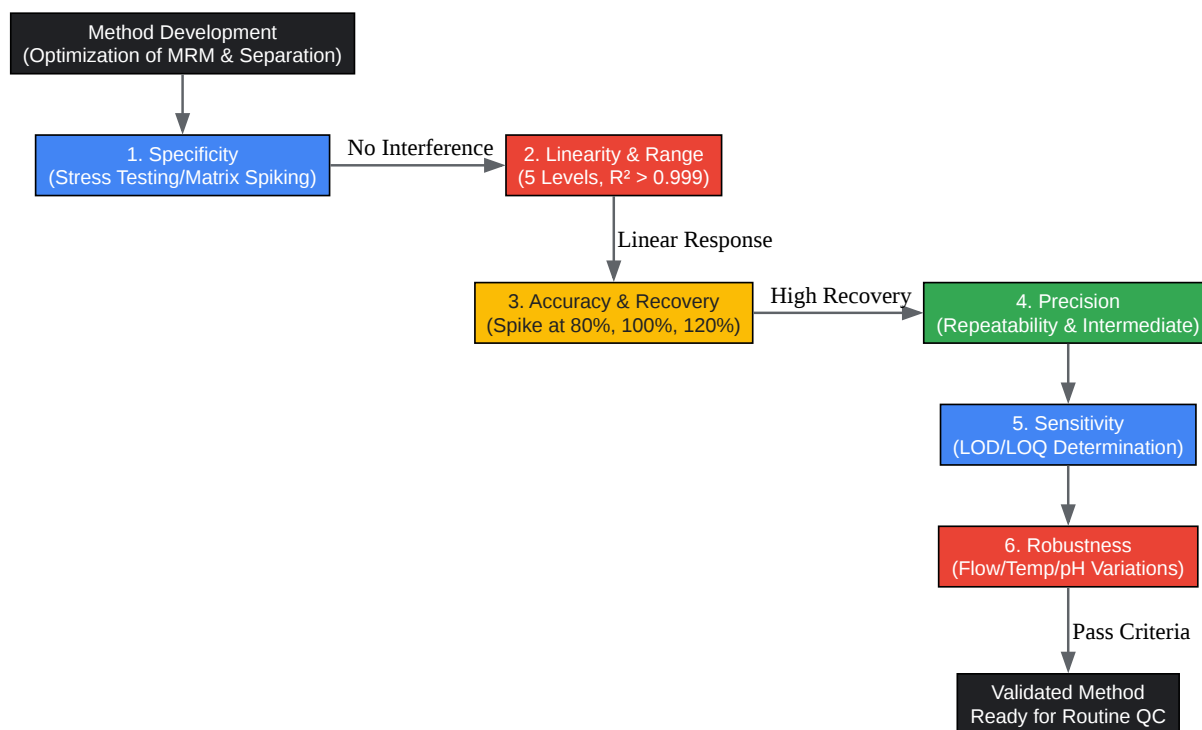 Method Development
(Optimization of MRM & Separation)
1. Specificity
(Stress Testing/Matrix Spiking)
No Interference
2. Linearity & Range
(5 Levels, R² > 0.999)
Linear Response
3. Accuracy & Recovery
(Spike at 80%, 100%, 120%)
High Recovery
4. Precision
(Repeatability & Intermediate)
5. Sensitivity
(LOD/LOQ Determination)
6. Robustness
(Flow/Temp/pH Variations)
Pass Criteria
Validated Method
Ready for Routine QC